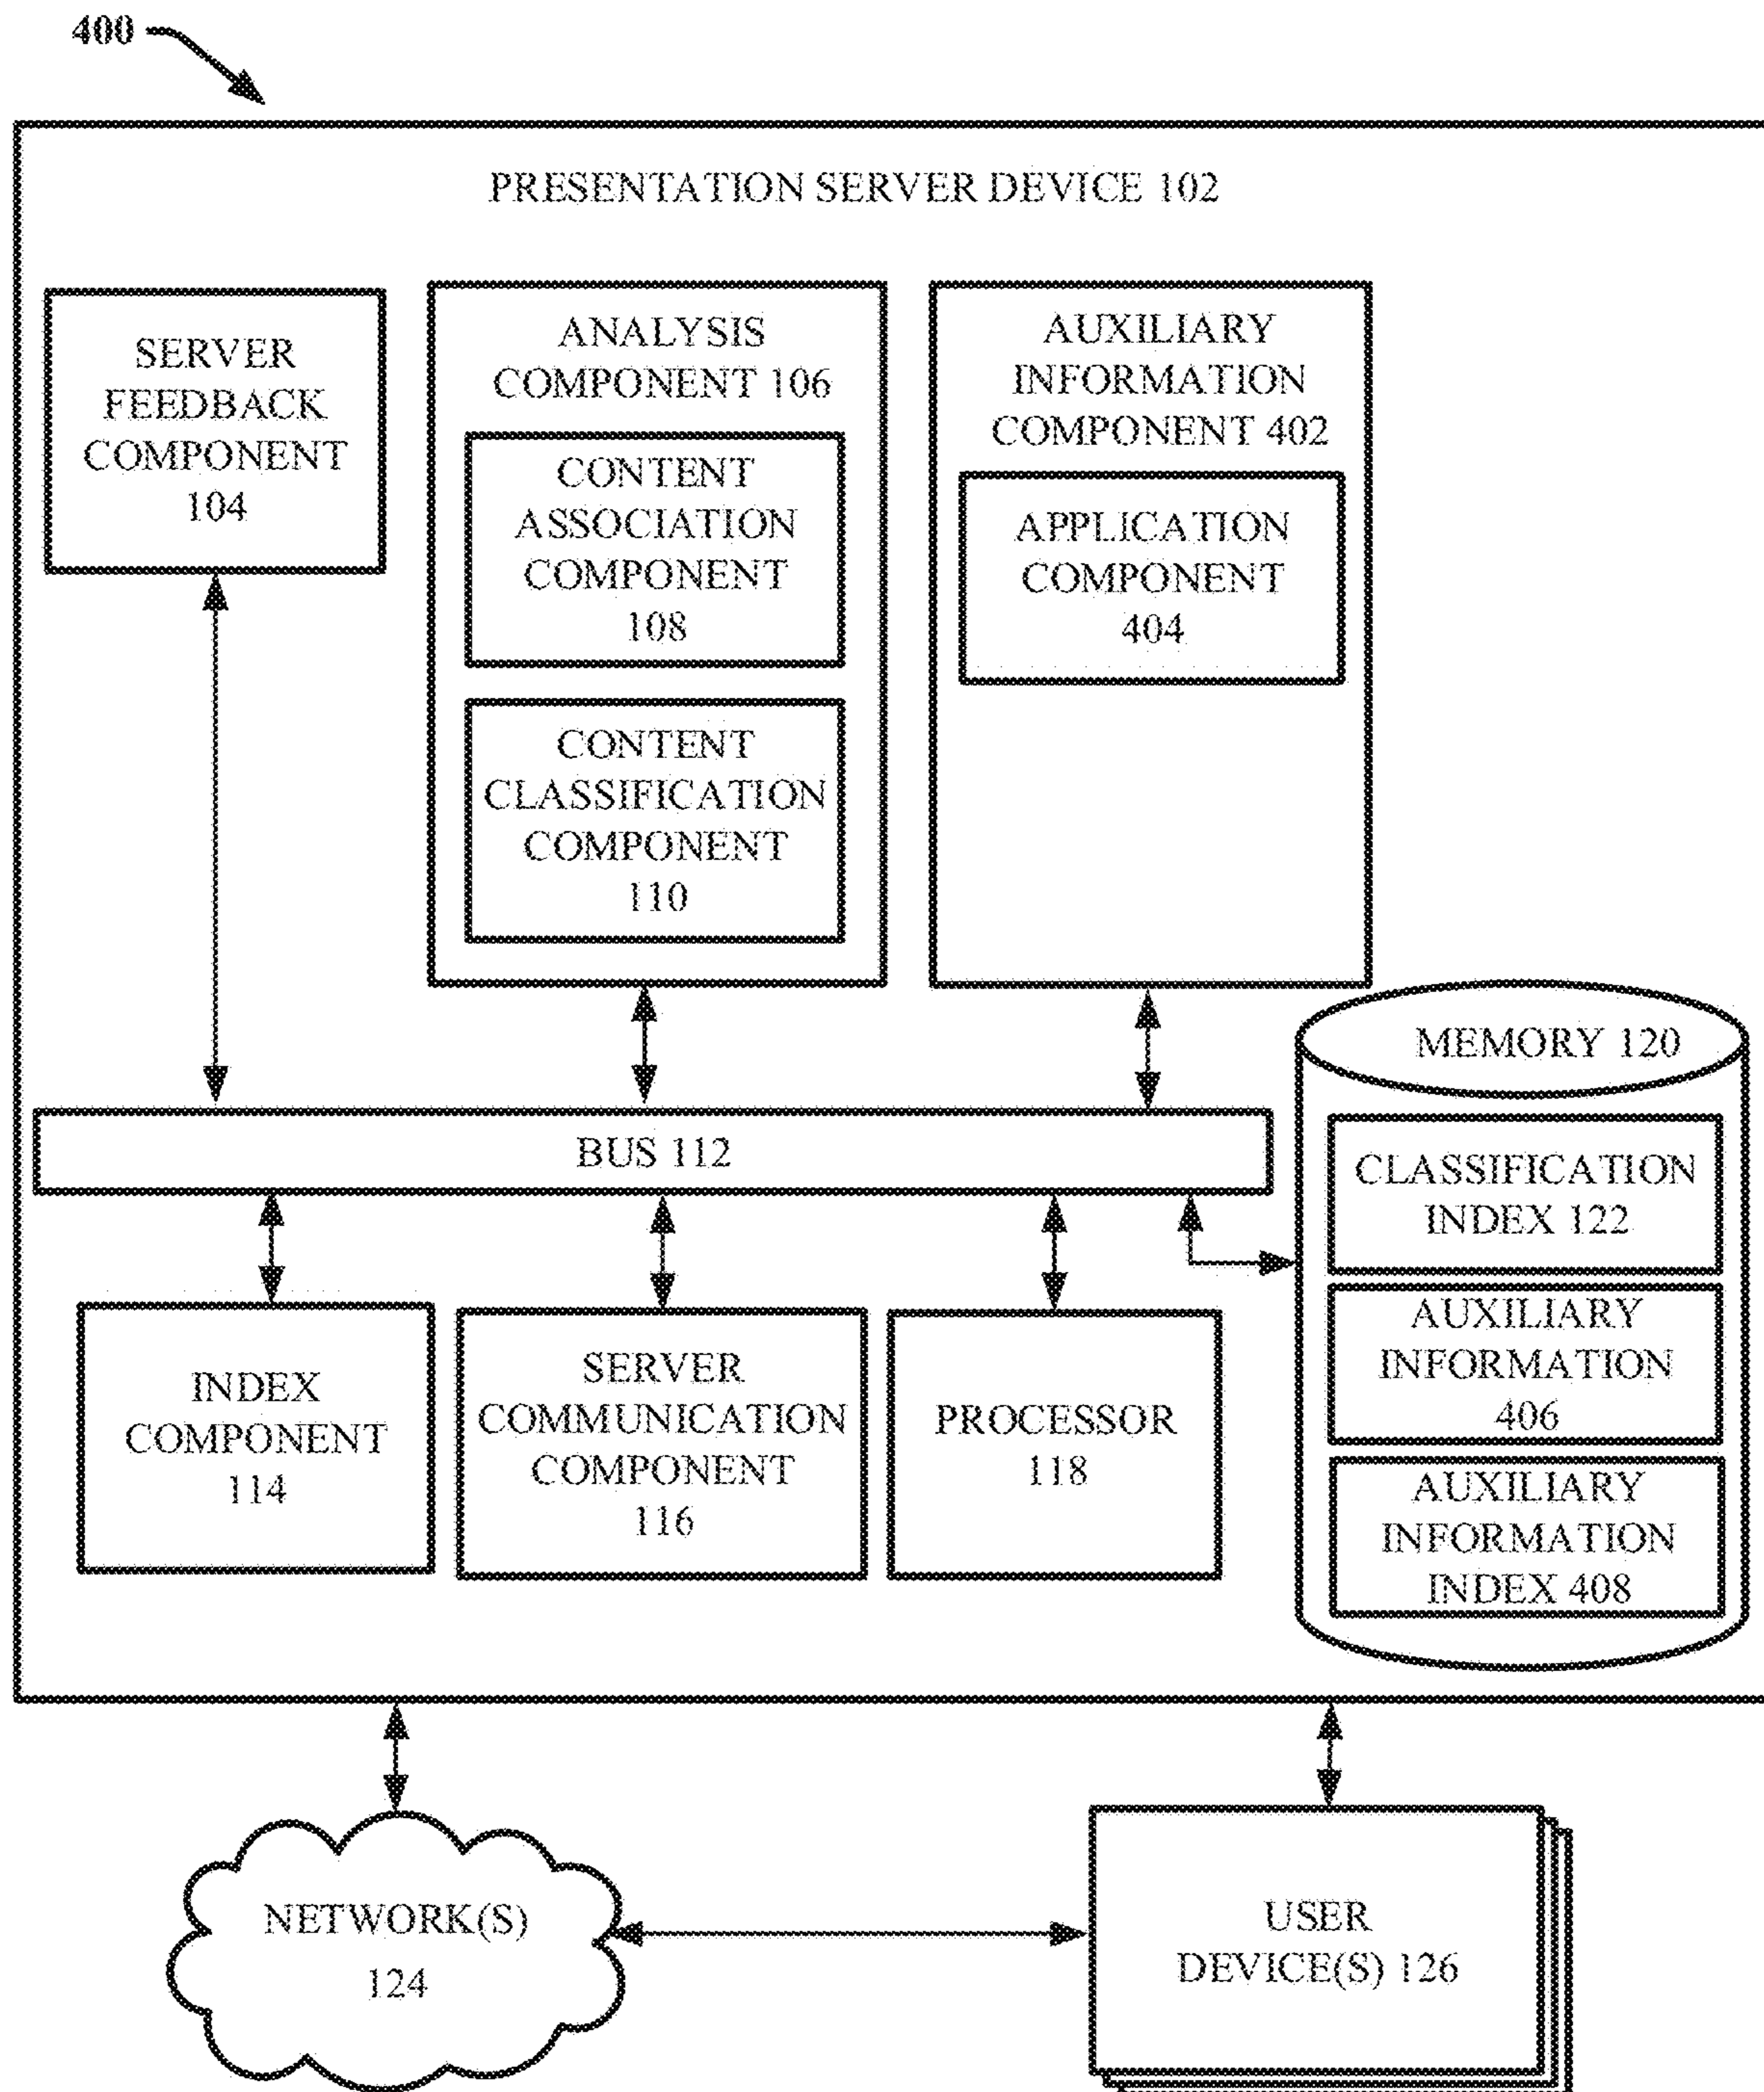 400
PRESENTATION SERVER DEVICE 102
SERVER
FEEDBACK
COMPONENT
104
ANALYSIS
COMPONENT 106
CONTENT
ASSOCIATION
COMPONENT
108
CONTENT
CLASSIFICATION
COMPONENT
110
AUXILIARY
INFORMATION
COMPONENT 402
APPLICATION
COMPONENT
404
BUS 112
MEMORY 120
CLASSIFICATION
INDEX 122
AUXILIARY
INFORMATION
406
AUXILIARY
INFORMATION
INDEX 408
INDEX
COMPONENT
114
SERVER
COMMUNICATION
COMPONENT
116
PROCESSOR
118
NETWORK(S)
124
USER
DEVICE(S) 126